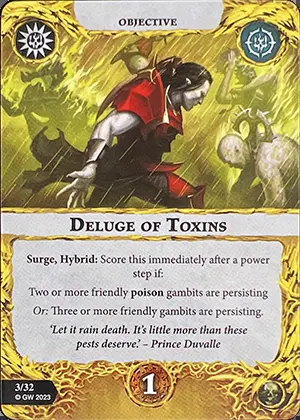 OBJECTIVE
DELUGE OF TOXINS
Surge, Hybrid: Score this immediately after a power
step if:
Two or more friendly poison gambits are persisting
Or: Three or more friendly gambits are persisting.
'Let it rain death. It's little more than these
pests deserve.' – Prince Duvalle
3/32
© GW 2023
1